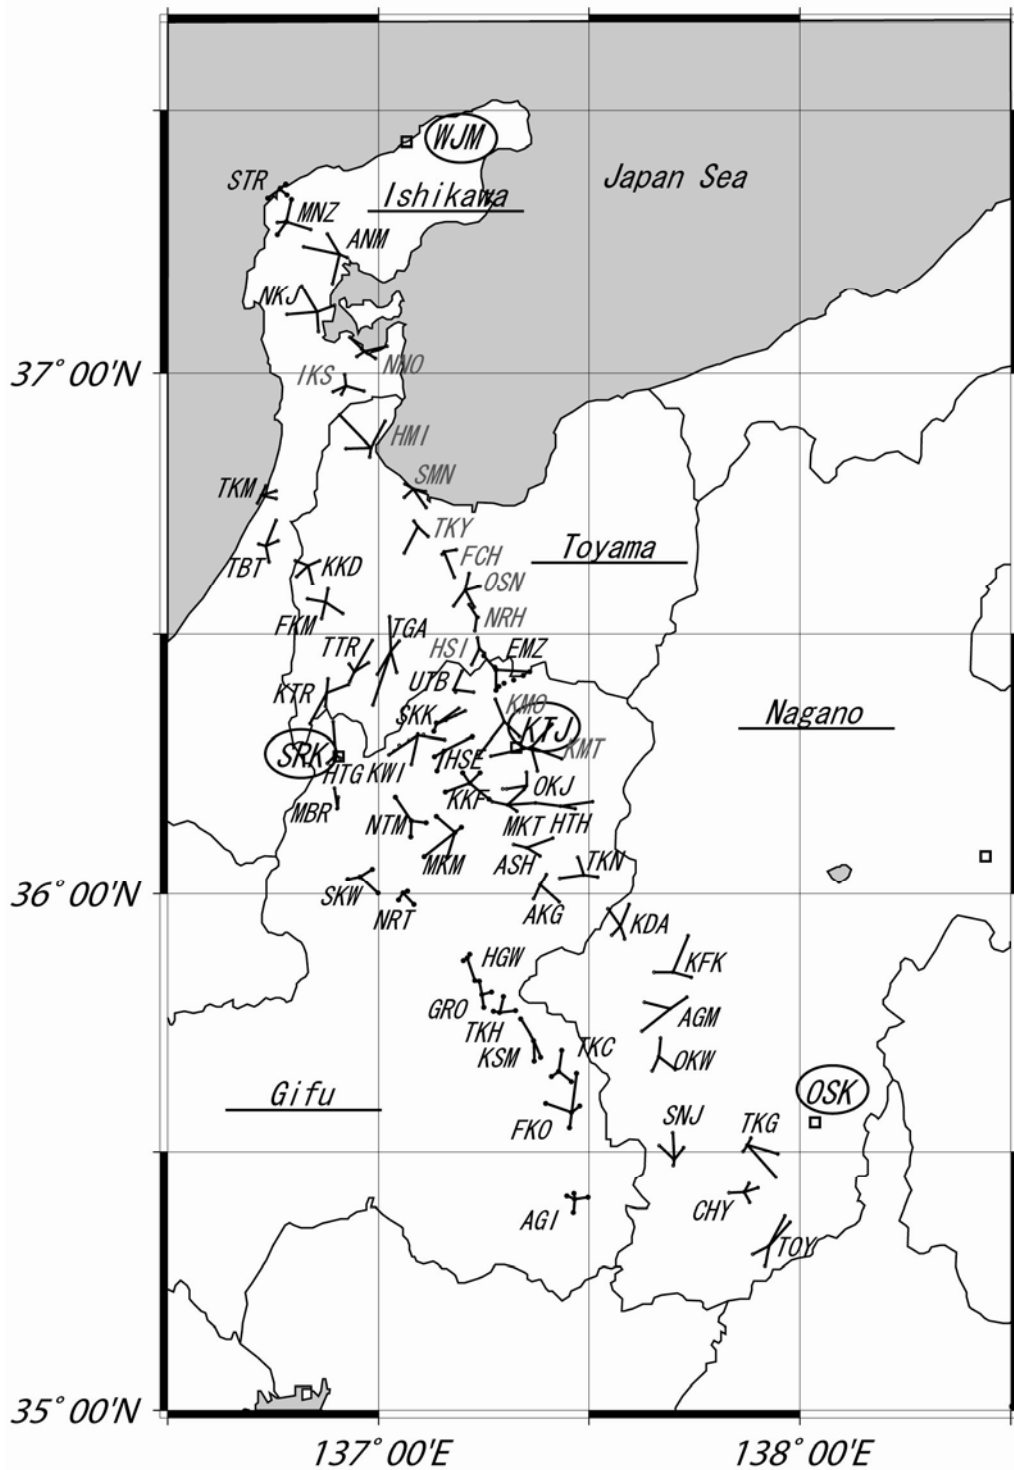 WJM
Japan Sea
STR
Ishikawa
MNZ
ANM
NKJ
NNO
37°00'N
IKS
HMI
SMN
TKM
TKY
Toyama
FCH
TBT
KKD
OSN
NRH
FKM
TGA
TTR
HSI
EMZ
UTB
KTR
KMO
SKK
Nagano
KTJ
SRK
KMT
HTG
KWI
THSE
OKJ
KKF
MBR
NTM
MKT
HTH
MKM
ASH
TKN
SKW
36°00'N
NRT
AKG
KDA
HGW
KFK
GRO
AGM
TKH
KSM
TKC
OKW
Gifu
OSK
SNJ
TKG
FKO
CHY
AGI
TOY
35°00'N
137°00'E
138°00'E